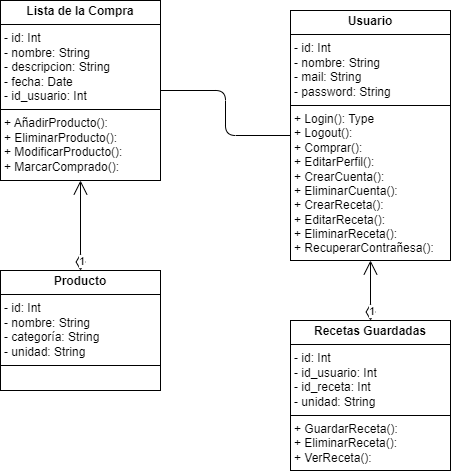 Lista de la Compra
- id: Int
- nombre: String
- descripcion: String
- fecha: Date
- id_usuario: Int
+ AñadirProducto():
+ EliminarProducto():
+ ModificarProducto():
+ MarcarComprado():
Usuario
- id: Int
- nombre: String
- mail: String
- password: String
+ Login(): Type
+ Logout():
+ Comprar():
+ EditarPerfil():
+ CrearCuenta():
+ EliminarCuenta():
+ CrearReceta():
+ EditarReceta():
+ EliminarReceta():
+ RecuperarContrañesa():
1
Producto
- id: Int
- nombre: String
- categoría: String
- unidad: String
1
Recetas Guardadas
- id: Int
- id_usuario: Int
- id_receta: Int
- unidad: String
+ GuardarReceta():
+ EliminarReceta():
+ VerReceta():